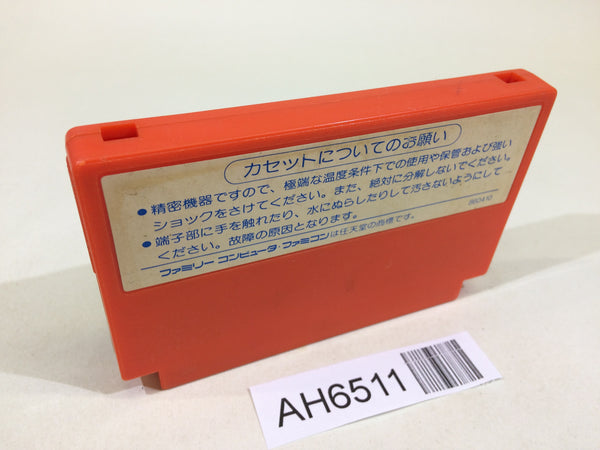 カセットについてのお願い
● 精密機器ですので、極端な温度条件下での使用や保管および強い
ショックをさけてください。また、絶対に分解しないでください。
● 端子部に手を触れたり、水にぬらしたりして汚さないようにして
ください。故障の原因となります。
860410
ファミリー コンピュータ・ファミコンは任天堂の商標です。
AH6511